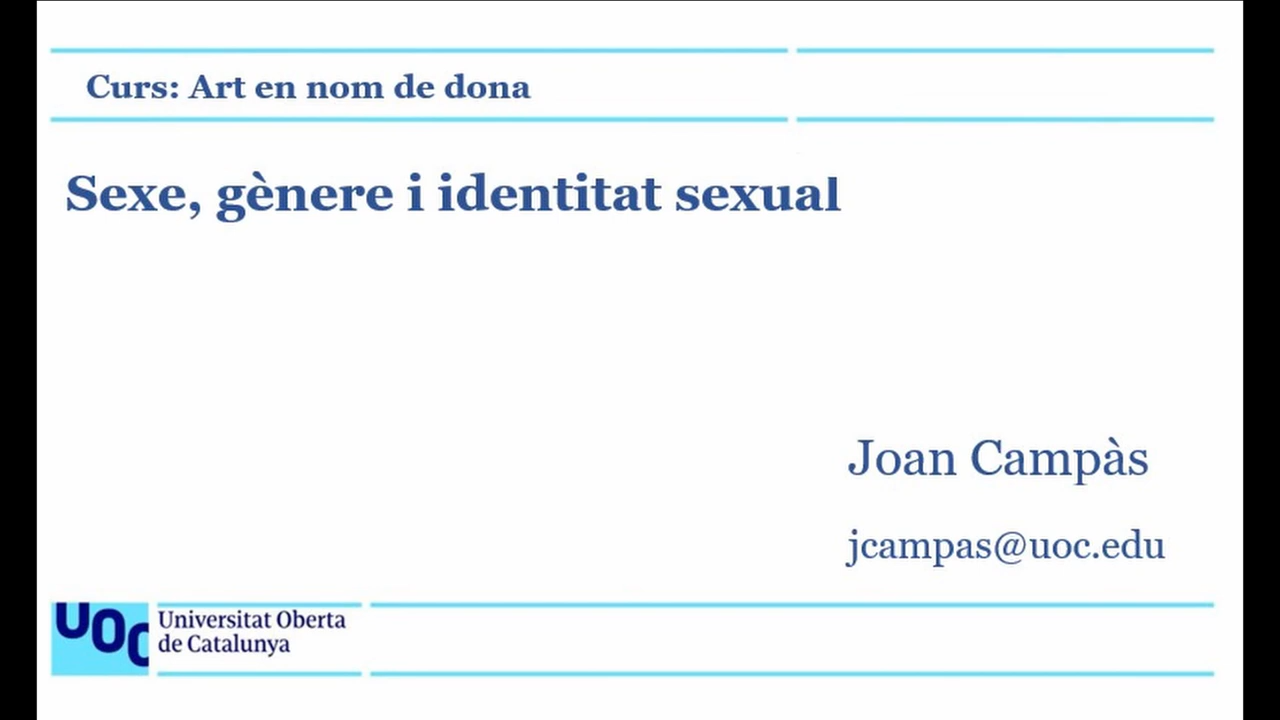 Curs: Art en nom de dona
Sexe, gènere i identitat sexual
Joan Campàs
jcampas@uoc.edu
UOC
Universitat Oberta
de Catalunya